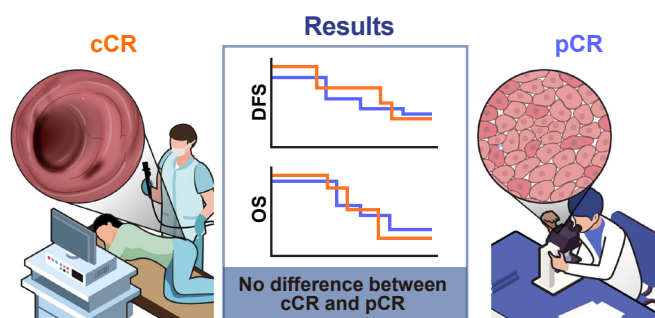 Results
cCR
pCR
DFS
OS
No difference between
cCR and pCR